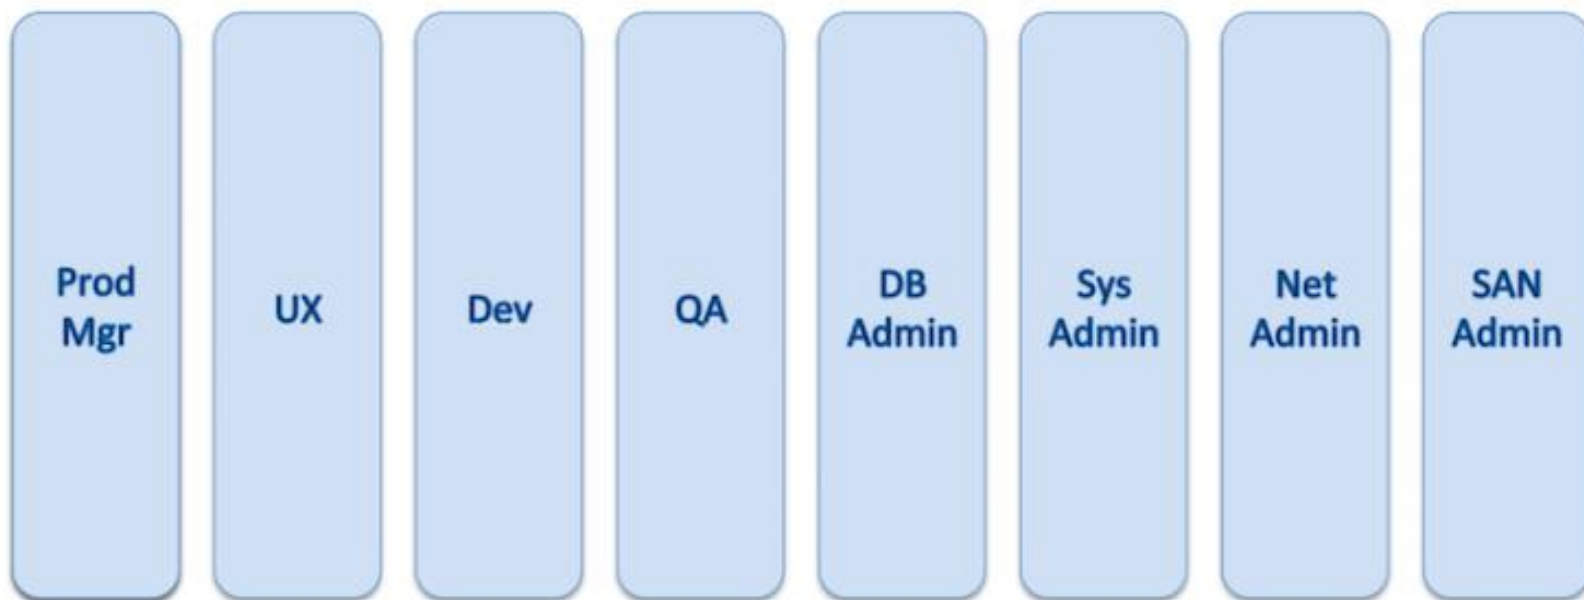 Prod
Mgr
UX
Dev
QA
DB
Admin
Sys
Admin
Net
Admin
SAN
Admin